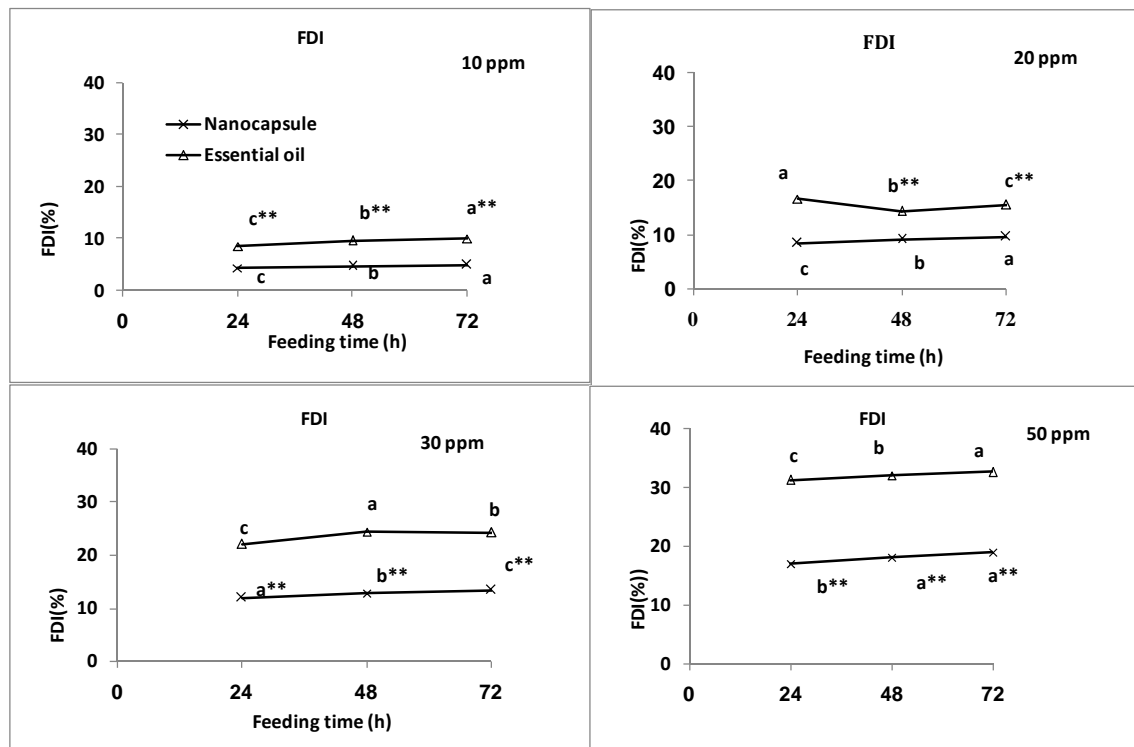 FDI
10 ppm
40
30
20
10
0
FDI(%)
Nanocapsule
Essential oil
c** b** a**
c b a
0 24 48 72
Feeding time (h)
FDI
20 ppm
40
30
20
10
0
FDI(%)
a b** c**
c b a
0 24 48 72
Feeding time (h)
FDI
30 ppm
40
30
20
10
0
FDI(%)
c a b
a** b** c**
0 24 48 72
Feeding time (h)
FDI
50 ppm
40
30
20
10
0
FDI(%))
c b a
b** a** a**
0 24 48 72
Feeding time (h)